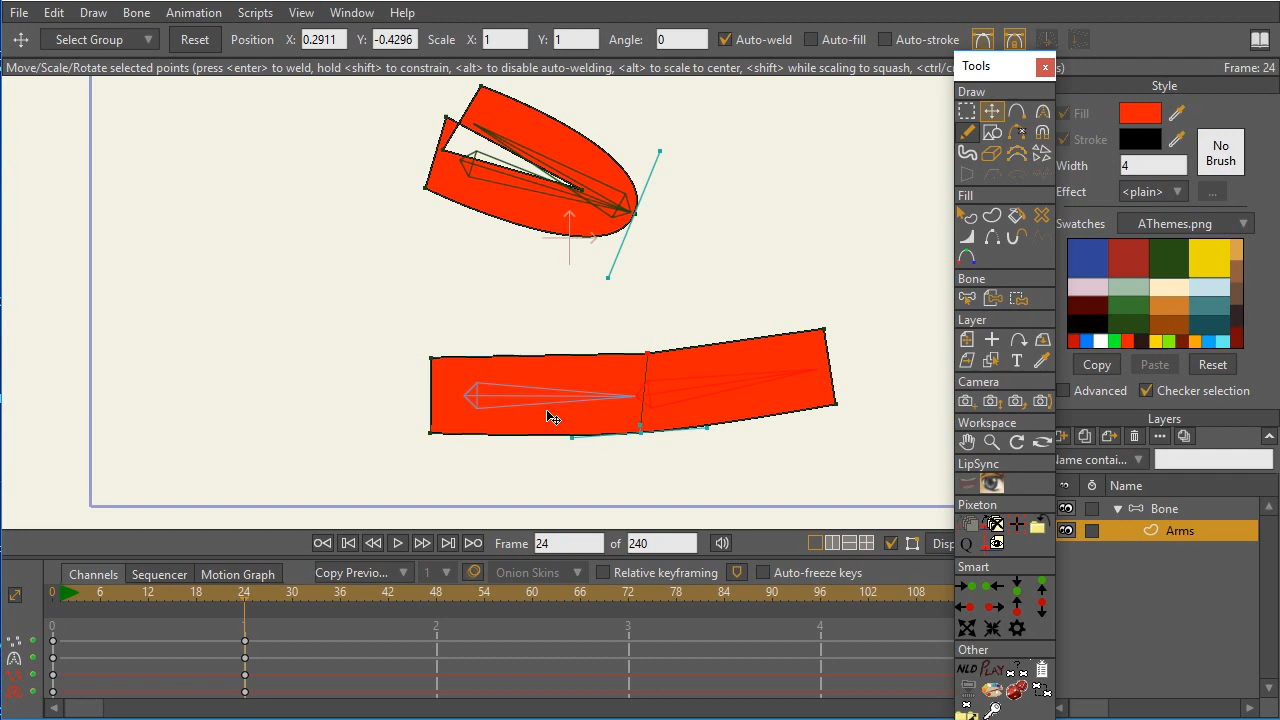 File Edit Draw Bone Animation Scripts View Window Help
Select Group Reset Position X: 0.2911 Y: -0.4296 Scale X: 1 Y: 1 Angle: 0 Auto-weld Auto-fill Auto-stroke
Move/Scale/Rotate selected points (press <enter> to weld, hold <shift> to constrain, <alt> to disable auto-welding, <alt> to scale to center, <shift> while scaling to squash, <ctrl/c s) Frame: 24
Tools x
Draw
Fill
Bone
Layer
Camera
Workspace
LipSync
Pixeton
Q
Smart
Other
NLD PLAY
Style
Fill
Stroke
No Brush
Width 4
Effect <plain> ...
Swatches AThemes.png
Copy Paste Reset
Advanced Checker selection
Layers
ame contai...
Name
Bone
Arms
Frame 24 of 240 Disp
Channels Sequencer Motion Graph Copy Previo... 1 Onion Skins Relative keyframing Auto-freeze keys
0 6 12 18 24 30 36 42 48 54 60 66 72 78 84 90 96 102 108
0 2 3 4